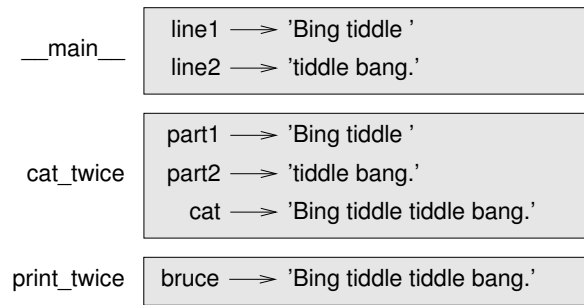 __main__
line1 → 'Bing tiddle ’
line2 → ’tiddle bang.’
cat_twice
part1 → ’Bing tiddle ’
part2 → ’tiddle bang.’
cat → ’Bing tiddle tiddle bang.’
print_twice
bruce → ’Bing tiddle tiddle bang.’